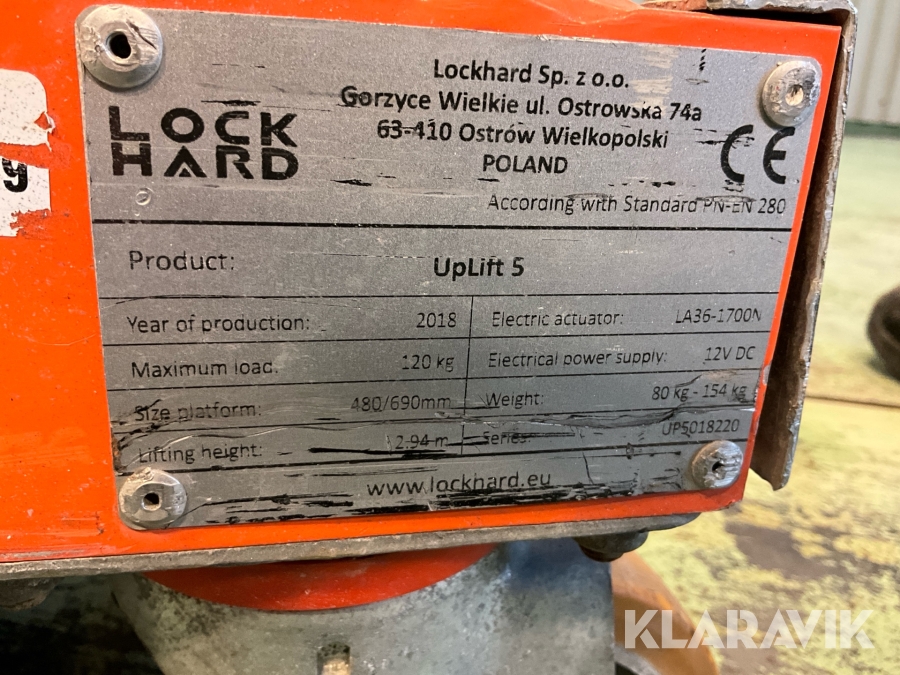 LOCK
HARD
Lockhard Sp. z o.o.
Gorzyce Wielkie ul. Ostrowska 74a
63-410 Ostrów Wielkopolski
POLAND
CE
According with Standard PN-EN 280
Product: UpLift 5
Year of production: 2018 Electric actuator: LA36-1700N
Maximum load: 120 kg Electrical power supply: 12V DC
Size platform: 480/690mm Weight: 80 kg - 154 kg
Lifting height: 2.94 m Series: UP5018220
www.lockhard.eu
g
KLARAVIK